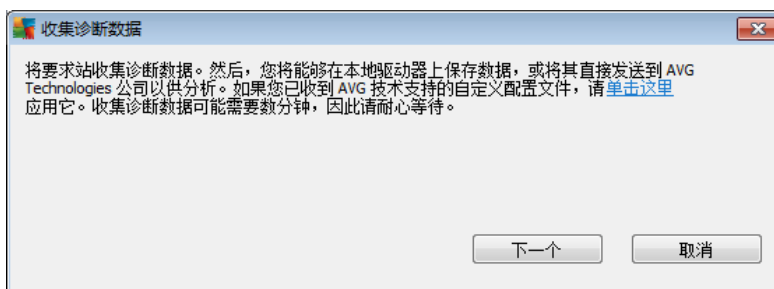 收集诊断数据
将要求站收集诊断数据。然后，您将能够在本地驱动器上保存数据，或将其直接发送到 AVG
Technologies 公司以供分析。如果您已收到 AVG 技术支持的自定义配置文件，请单击这里
应用它。收集诊断数据可能需要数分钟，因此请耐心等待。
下一个 取消